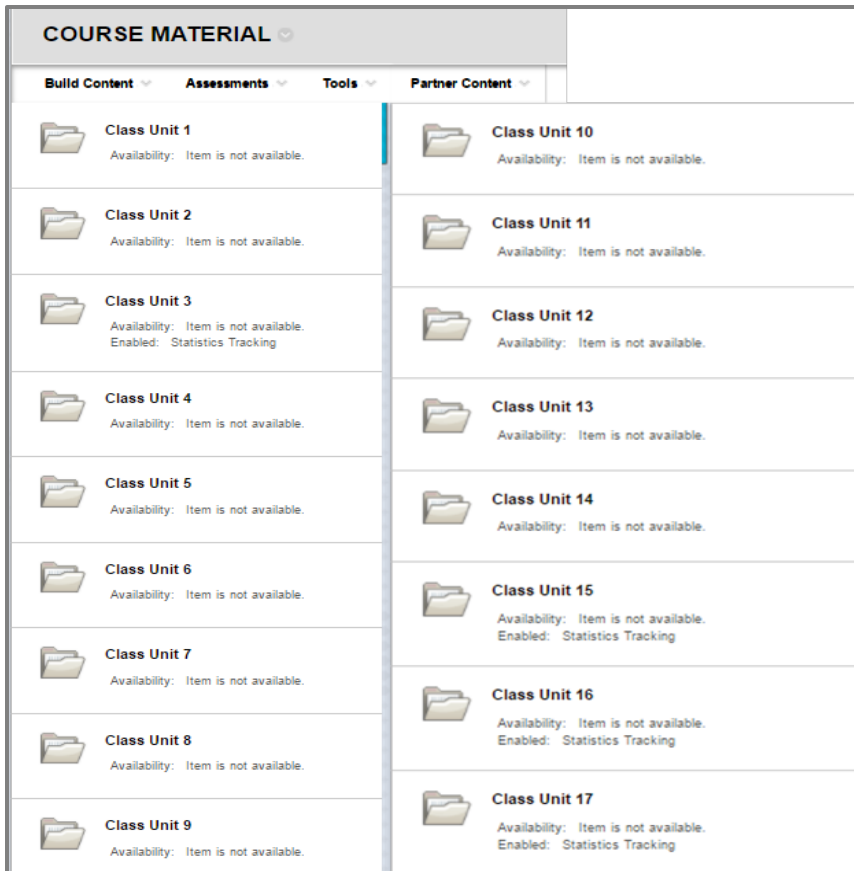 COURSE MATERIAL
Build Content Assessments Tools Partner Content
Class Unit 1
Availability: Item is not available.
Class Unit 2
Availability: Item is not available.
Class Unit 3
Availability: Item is not available.
Enabled: Statistics Tracking
Class Unit 4
Availability: Item is not available.
Class Unit 5
Availability: Item is not available.
Class Unit 6
Availability: Item is not available.
Class Unit 7
Availability: Item is not available.
Class Unit 8
Availability: Item is not available.
Class Unit 9
Availability: Item is not available.
Class Unit 10
Availability: Item is not available.
Class Unit 11
Availability: Item is not available.
Class Unit 12
Availability: Item is not available.
Class Unit 13
Availability: Item is not available.
Class Unit 14
Availability: Item is not available.
Class Unit 15
Availability: Item is not available.
Enabled: Statistics Tracking
Class Unit 16
Availability: Item is not available.
Enabled: Statistics Tracking
Class Unit 17
Availability: Item is not available.
Enabled: Statistics Tracking